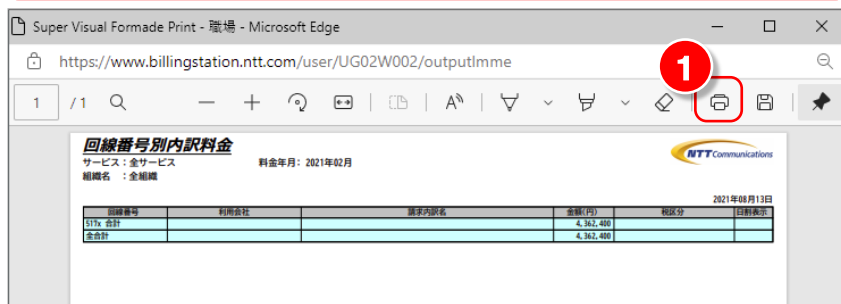 Super Visual Formade Print - 職場 - Microsoft Edge
https://www.billingstation.ntt.com/user/UG02W002/outputImme
1
1 /1
回線番号別内訳料金
サービス：全サービス 料金年月： 2021年02月
組織名 ：全組織
NTT Communications
2021年08月13日
回線番号 利用会社 請求内訳名 金額(円) 税区分 日割表示
517x 合計 4,362,400
全合計 4,362,400